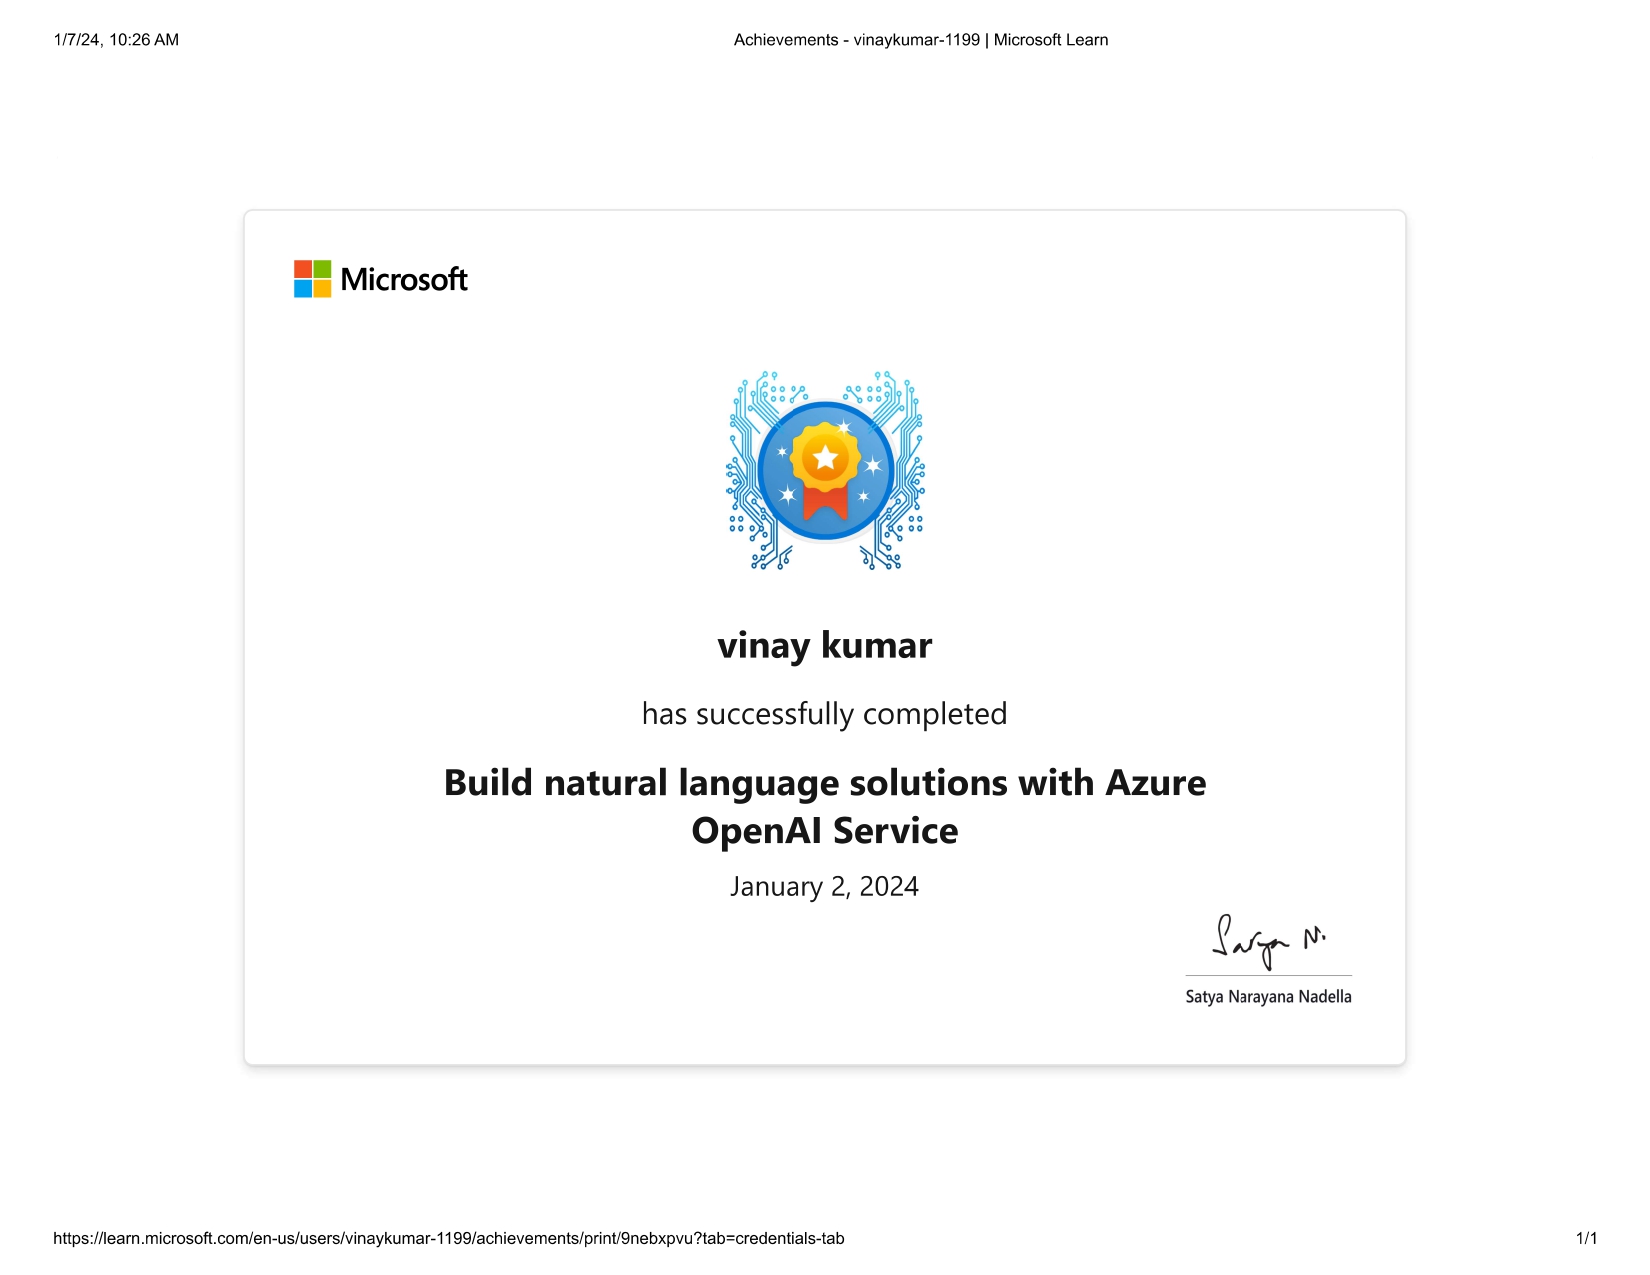 1/7/24, 10:26 AM
Achievements - vinaykumar-1199 | Microsoft Learn
Microsoft
vinay kumar
has successfully completed
Build natural language solutions with Azure
OpenAI Service
January 2, 2024
Satya N.
Satya Narayana Nadella
https://learn.microsoft.com/en-us/users/vinaykumar-1199/achievements/print/9nebxpvu?tab=credentials-tab
1/1